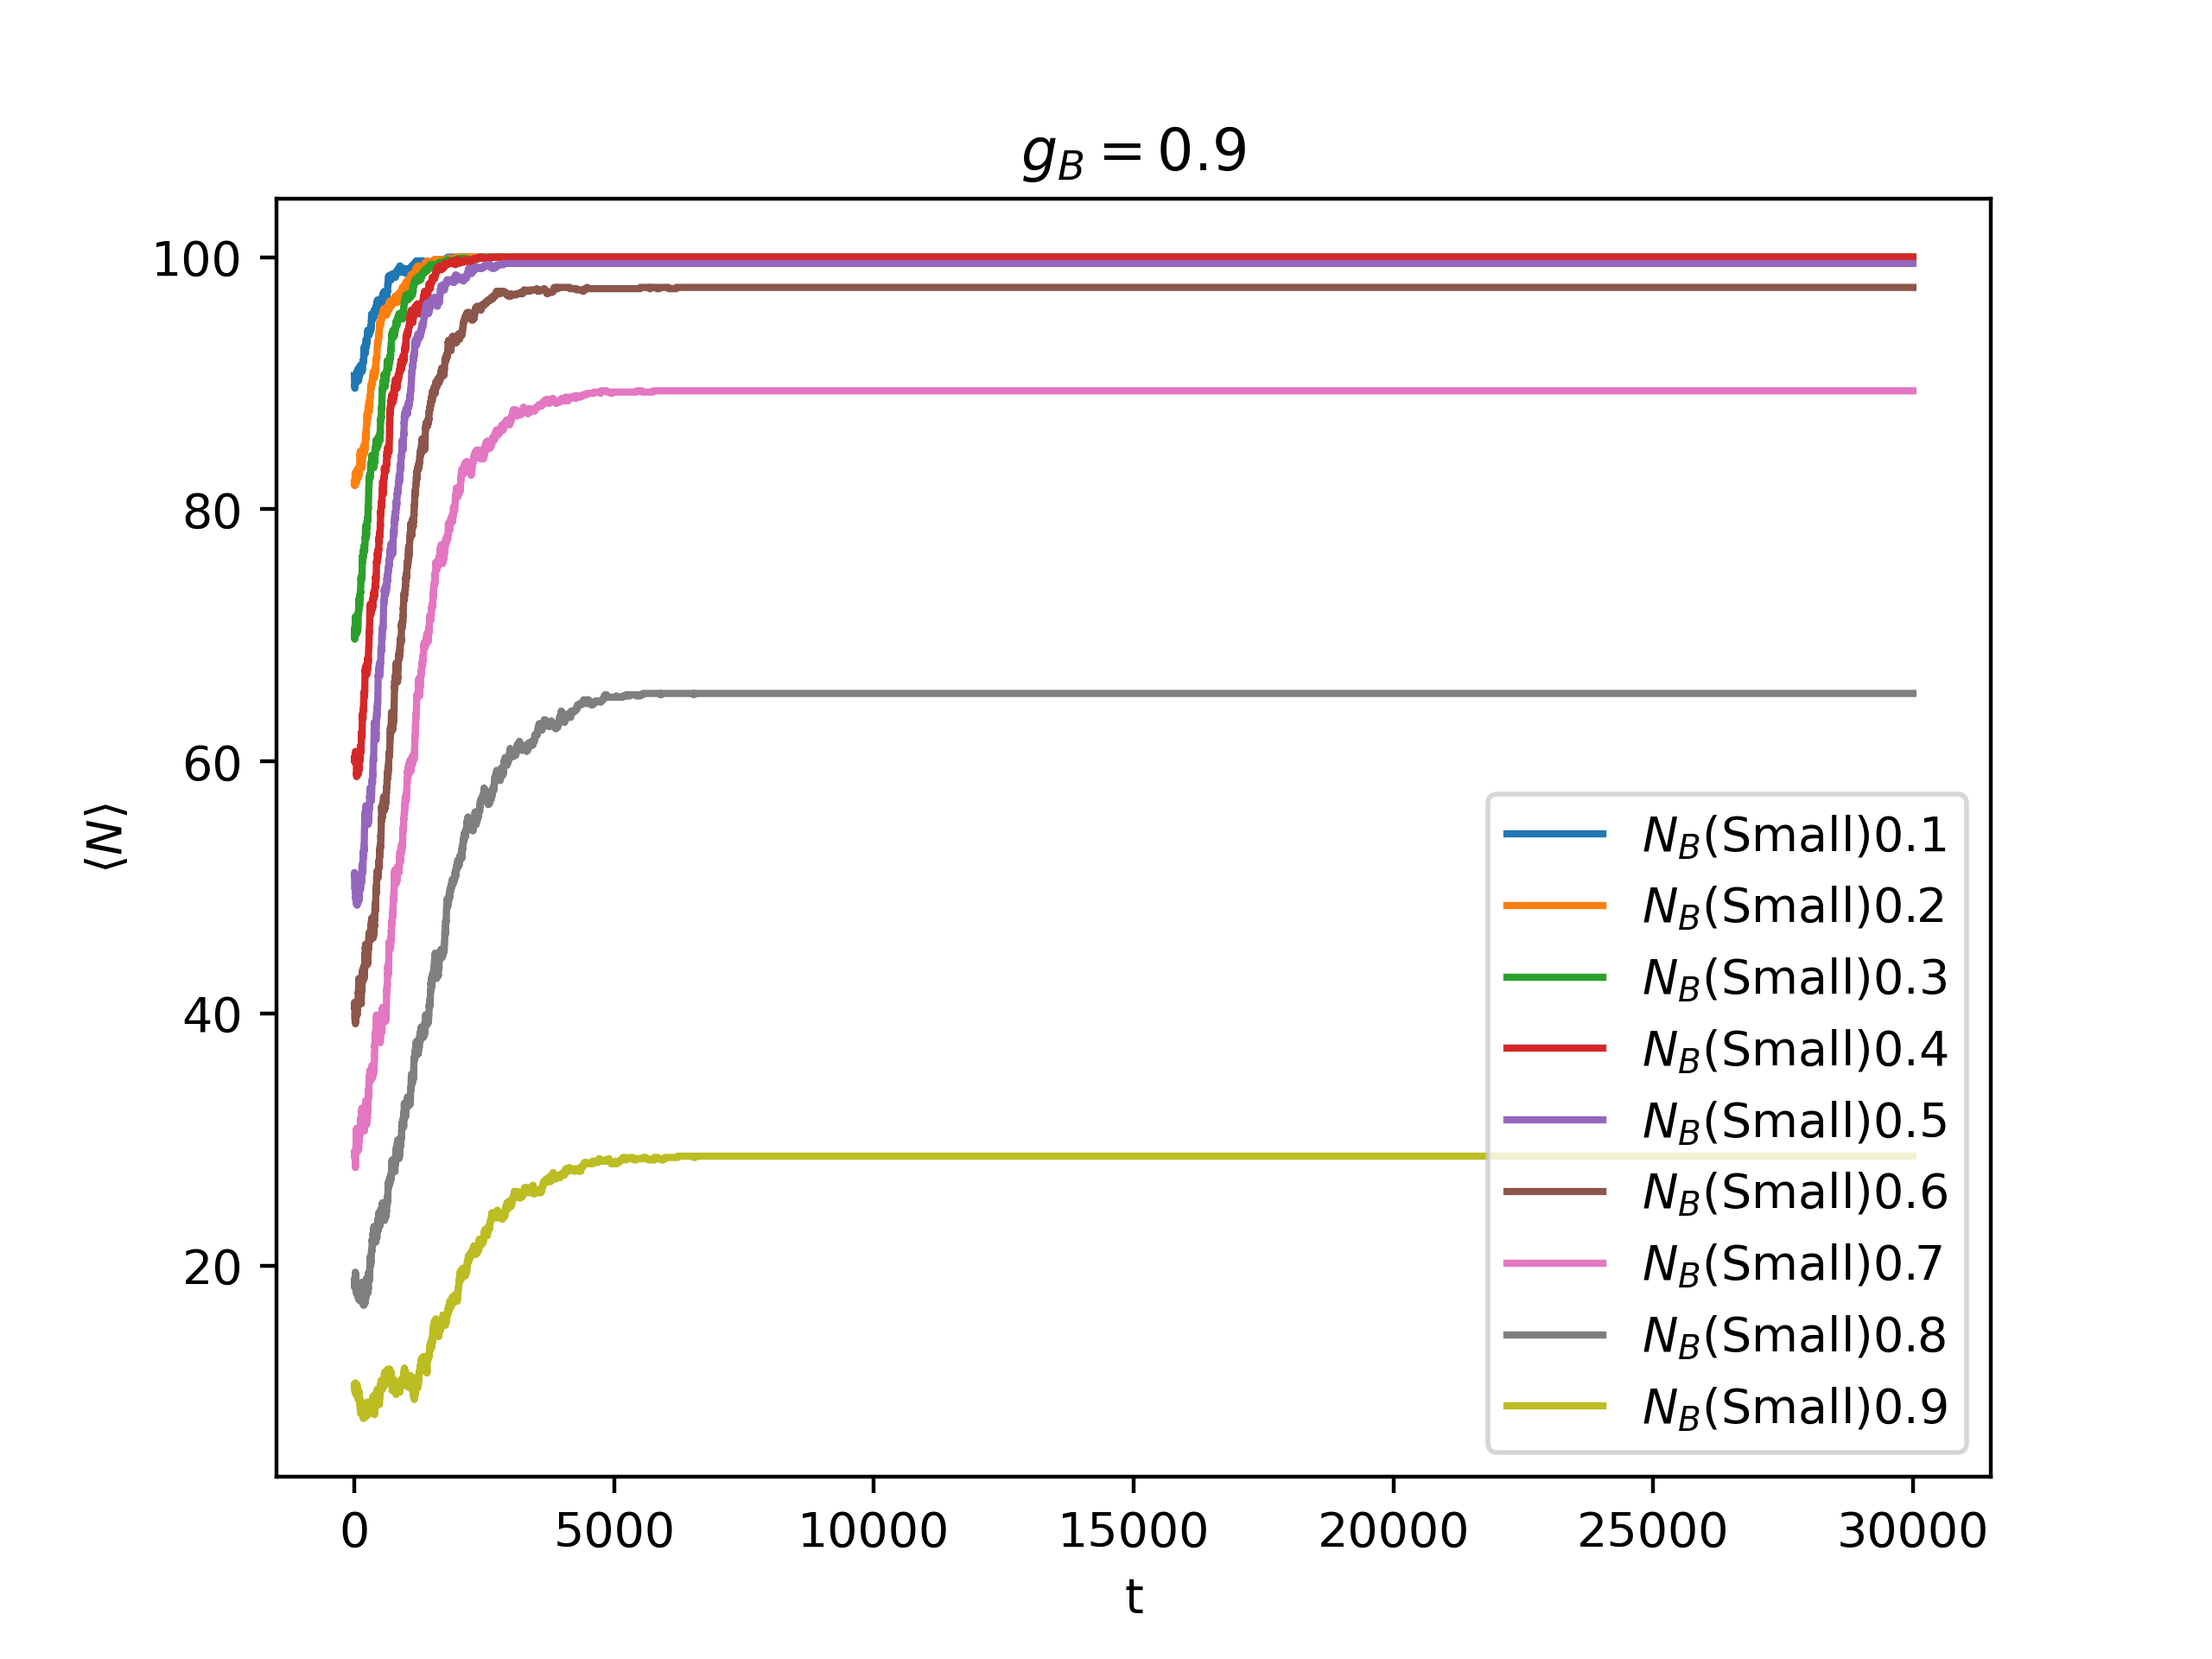 g_B = 0.9
100
80
60
40
20
⟨N⟩
N_B(Small)0.1
N_B(Small)0.2
N_B(Small)0.3
N_B(Small)0.4
N_B(Small)0.5
N_B(Small)0.6
N_B(Small)0.7
N_B(Small)0.8
N_B(Small)0.9
0 5000 10000 15000 20000 25000 30000
t